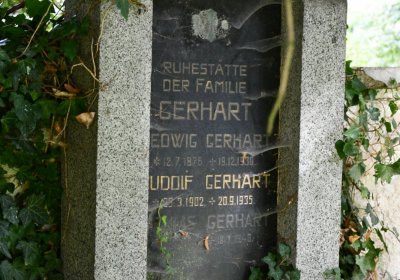 RUHESTÄTTE
DER FAMILIE
GERHART
EDWIG GERHART
* 12.7.1876. ✢ 19.12.1930.
UDOLF GERHART
1902. ✢ 20.9.1935.
GERHART